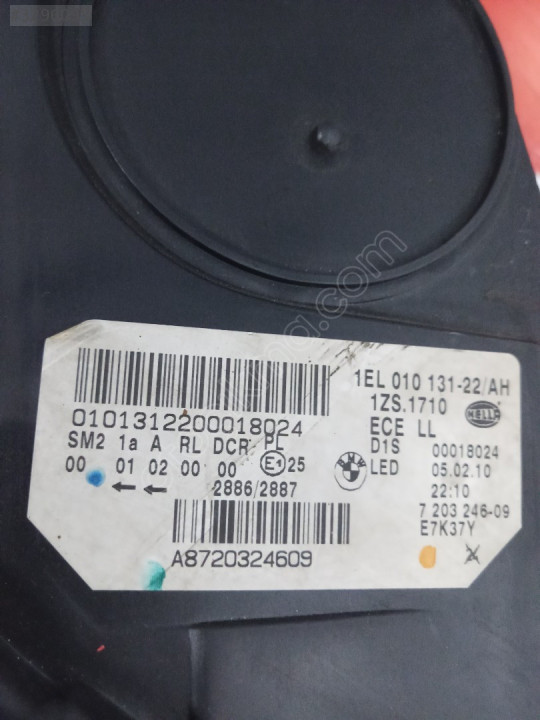 1EL 010 131-22/AH
0101312200018024
1ZS.1710
HELLA
SM2 1a A RL DCR PL
ECE LL
00 01 02 00 00 E1 25
BMW
D1S 00018024
LED 05.02.10
2886/2887
22:10
7 203 246-09
E7K37Y
A8720324609